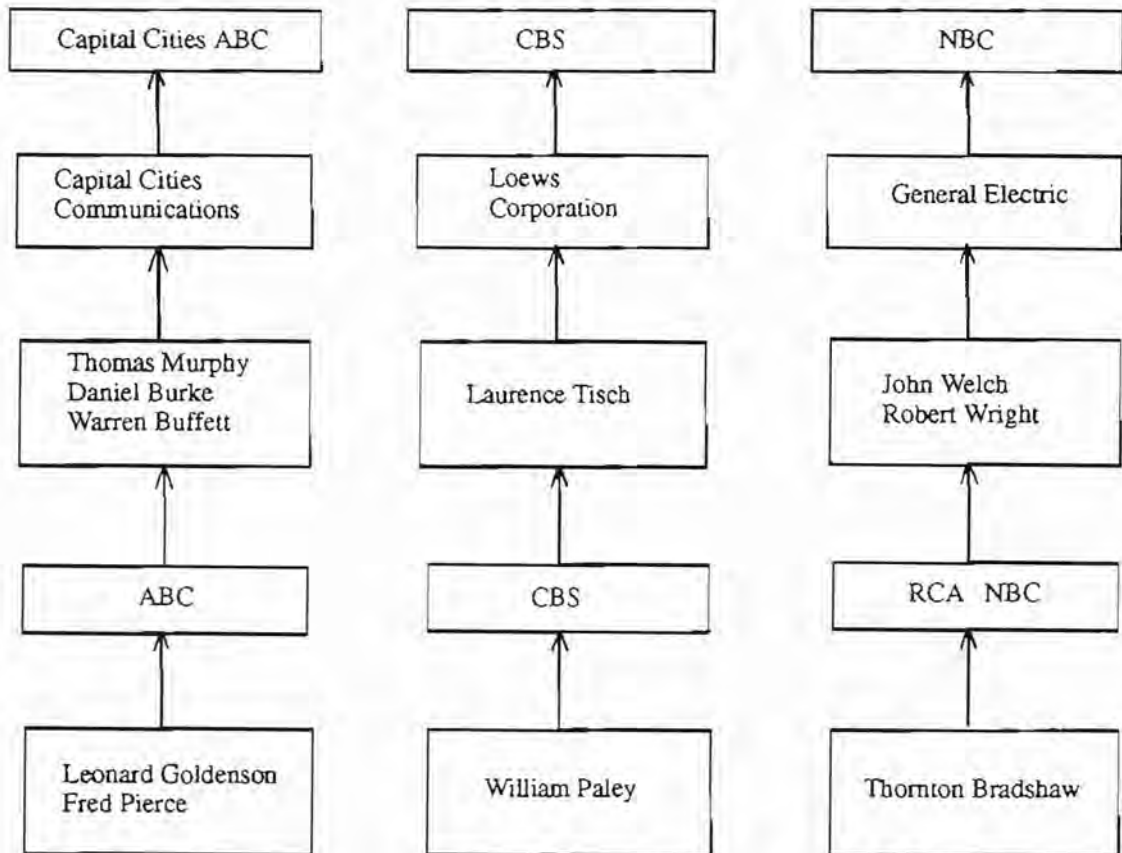 Capital Cities ABC
CBS
NBC
Capital Cities
Communications
Loews
Corporation
General Electric
Thomas Murphy
Daniel Burke
Warren Buffett
Laurence Tisch
John Welch
Robert Wright
ABC
CBS
RCA NBC
Leonard Goldenson
Fred Pierce
William Paley
Thornton Bradshaw